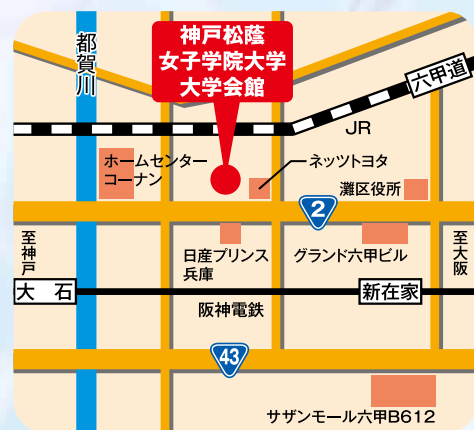 都賀川
神戸松蔭
女子学院大学
大学会館
六甲道
JR
ホームセンター
コーナン
ネッツトヨタ
灘区役所
2
至神戸
日産プリンス
兵庫
グランド六甲ビル
至大阪
大石
新在家
阪神電鉄
43
サザンモール六甲B612